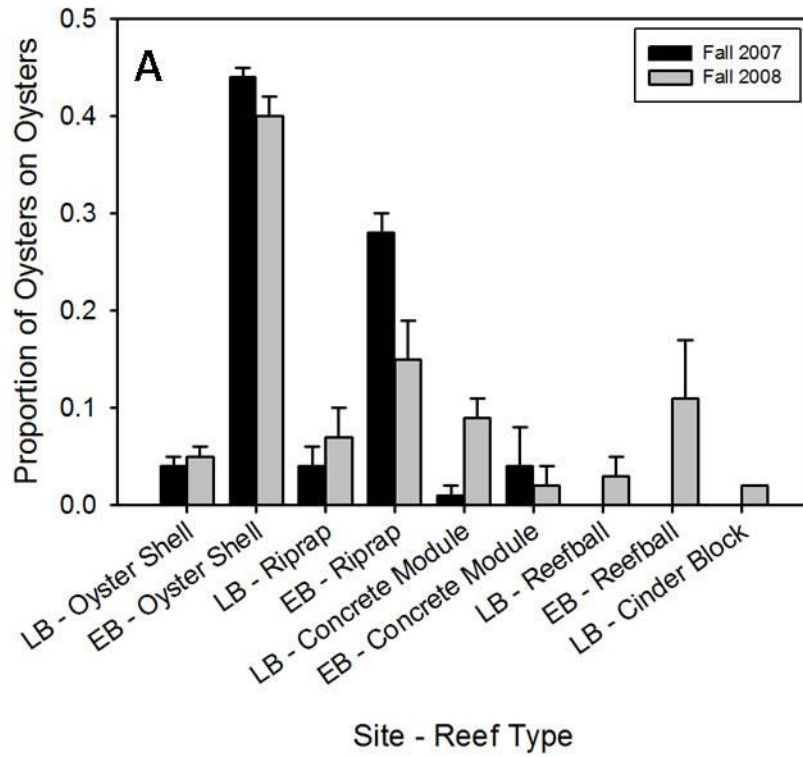 A
Fall 2007
Fall 2008
Proportion of Oysters on Oysters
0.5
0.4
0.3
0.2
0.1
0.0
LB - Oyster Shell
EB - Oyster Shell
LB - Riprap
EB - Riprap
LB - Concrete Module
EB - Concrete Module
LB - Reefball
EB - Reefball
LB - Cinder Block
Site - Reef Type